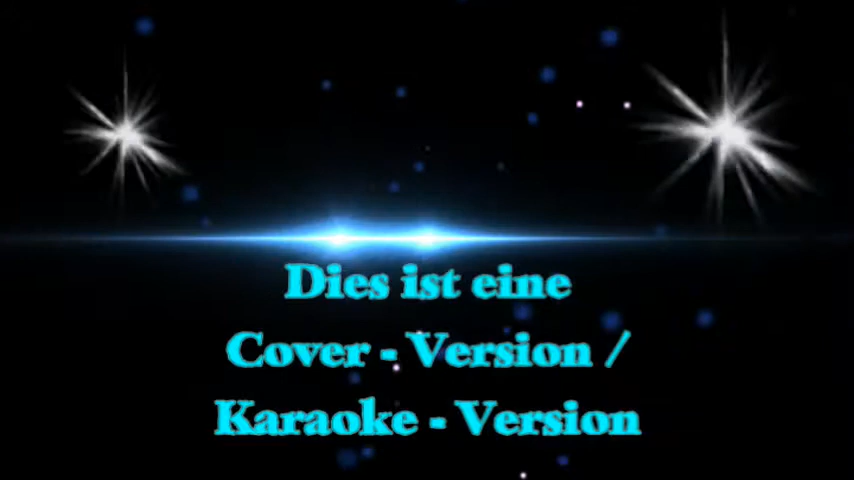 Dies ist eine
Cover - Version /
Karaoke - Version